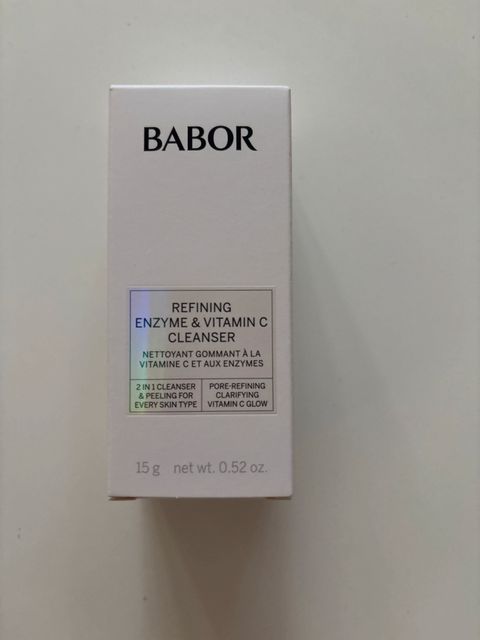 BABOR
REFINING
ENZYME & VITAMIN C
CLEANSER
NETTOYANT GOMMANT À LA
VITAMINE C ET AUX ENZYMES
2 IN 1 CLEANSER
& PEELING FOR
EVERY SKIN TYPE
PORE-REFINING
CLARIFYING
VITAMIN C GLOW
15 g net wt. 0.52 oz.